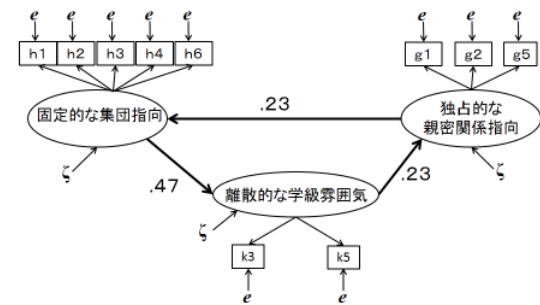 e e e e e e e e
h1 h2 h3 h4 h6 g1 g2 g5
固定的な集団指向
独占的な
親密関係指向
.23
ζ ζ
.47 .23
離散的な学級雰囲気
ζ
k3 k5
e e